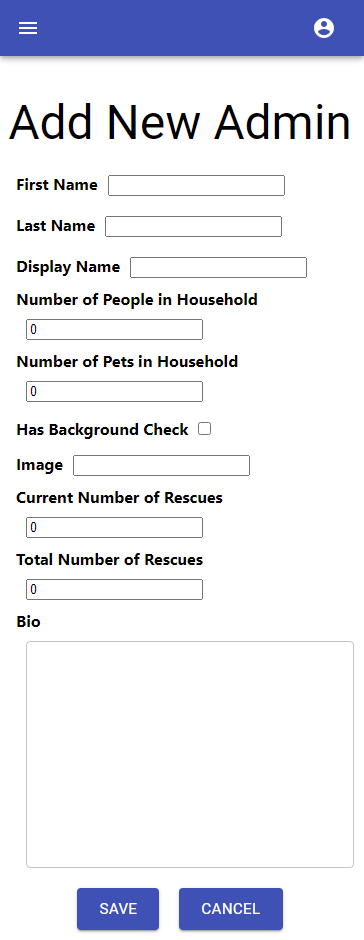 Add New Admin
First Name
Last Name
Display Name
Number of People in Household
0
Number of Pets in Household
0
Has Background Check
Image
Current Number of Rescues
0
Total Number of Rescues
0
Bio
SAVE CANCEL